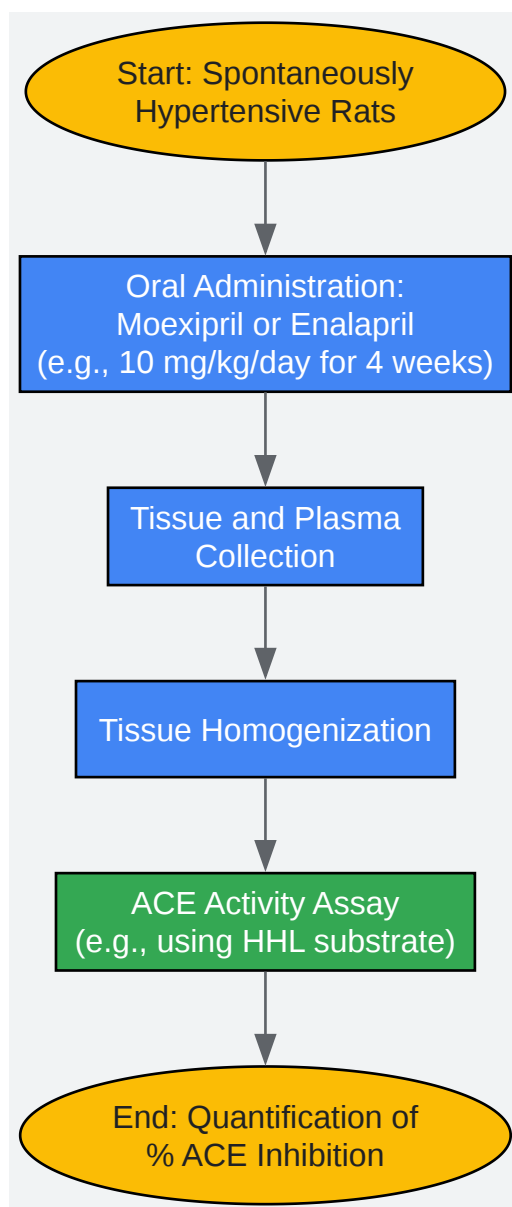 Start: Spontaneously
Hypertensive Rats
Oral Administration:
Moexipril or Enalapril
(e.g., 10 mg/kg/day for 4 weeks)
Tissue and Plasma
Collection
Tissue Homogenization
ACE Activity Assay
(e.g., using HHL substrate)
End: Quantification of
% ACE Inhibition